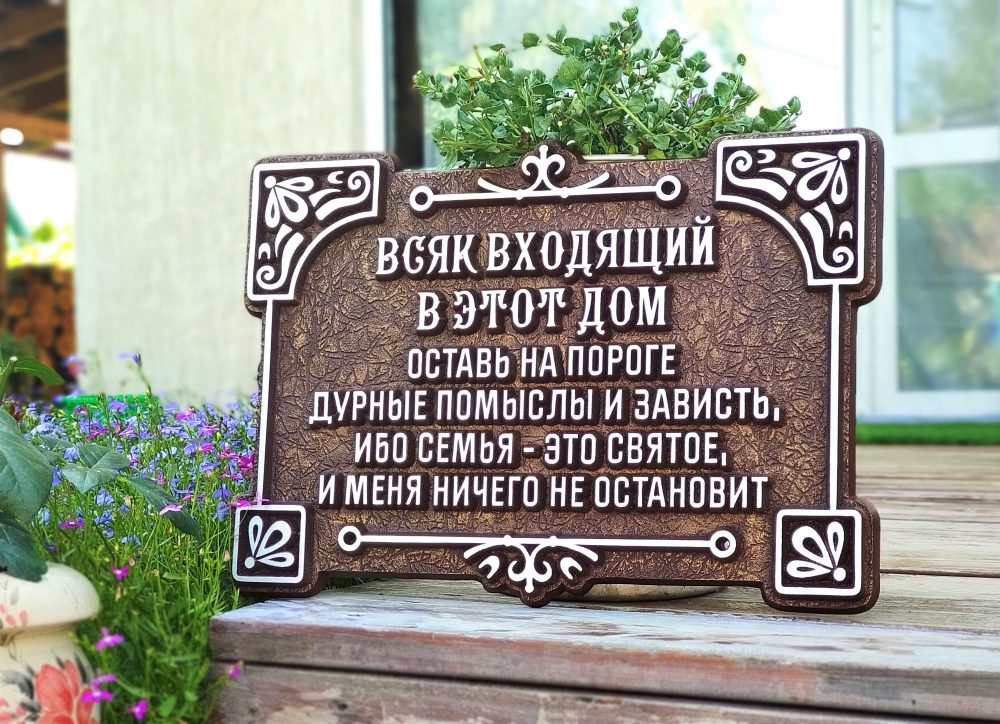 ВСЯК ВХОДЯЩИЙ
В ЭТОТ ДОМ
ОСТАВЬ НА ПОРОГЕ
ДУРНЫЕ ПОМЫСЛЫ И ЗАВИСТЬ,
ИБО СЕМЬЯ - ЭТО СВЯТОЕ,
И МЕНЯ НИЧЕГО НЕ ОСТАНОВИТ